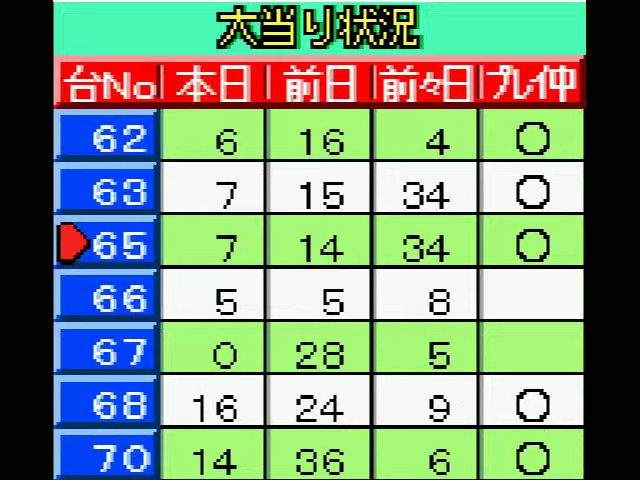 大当り状況
台No 本日 前日 前々日 プレイ中
62 6 16 4 ○
63 7 15 34 ○
65 7 14 34 ○
66 5 5 8
67 0 28 5
68 16 24 9 ○
70 14 36 6 ○